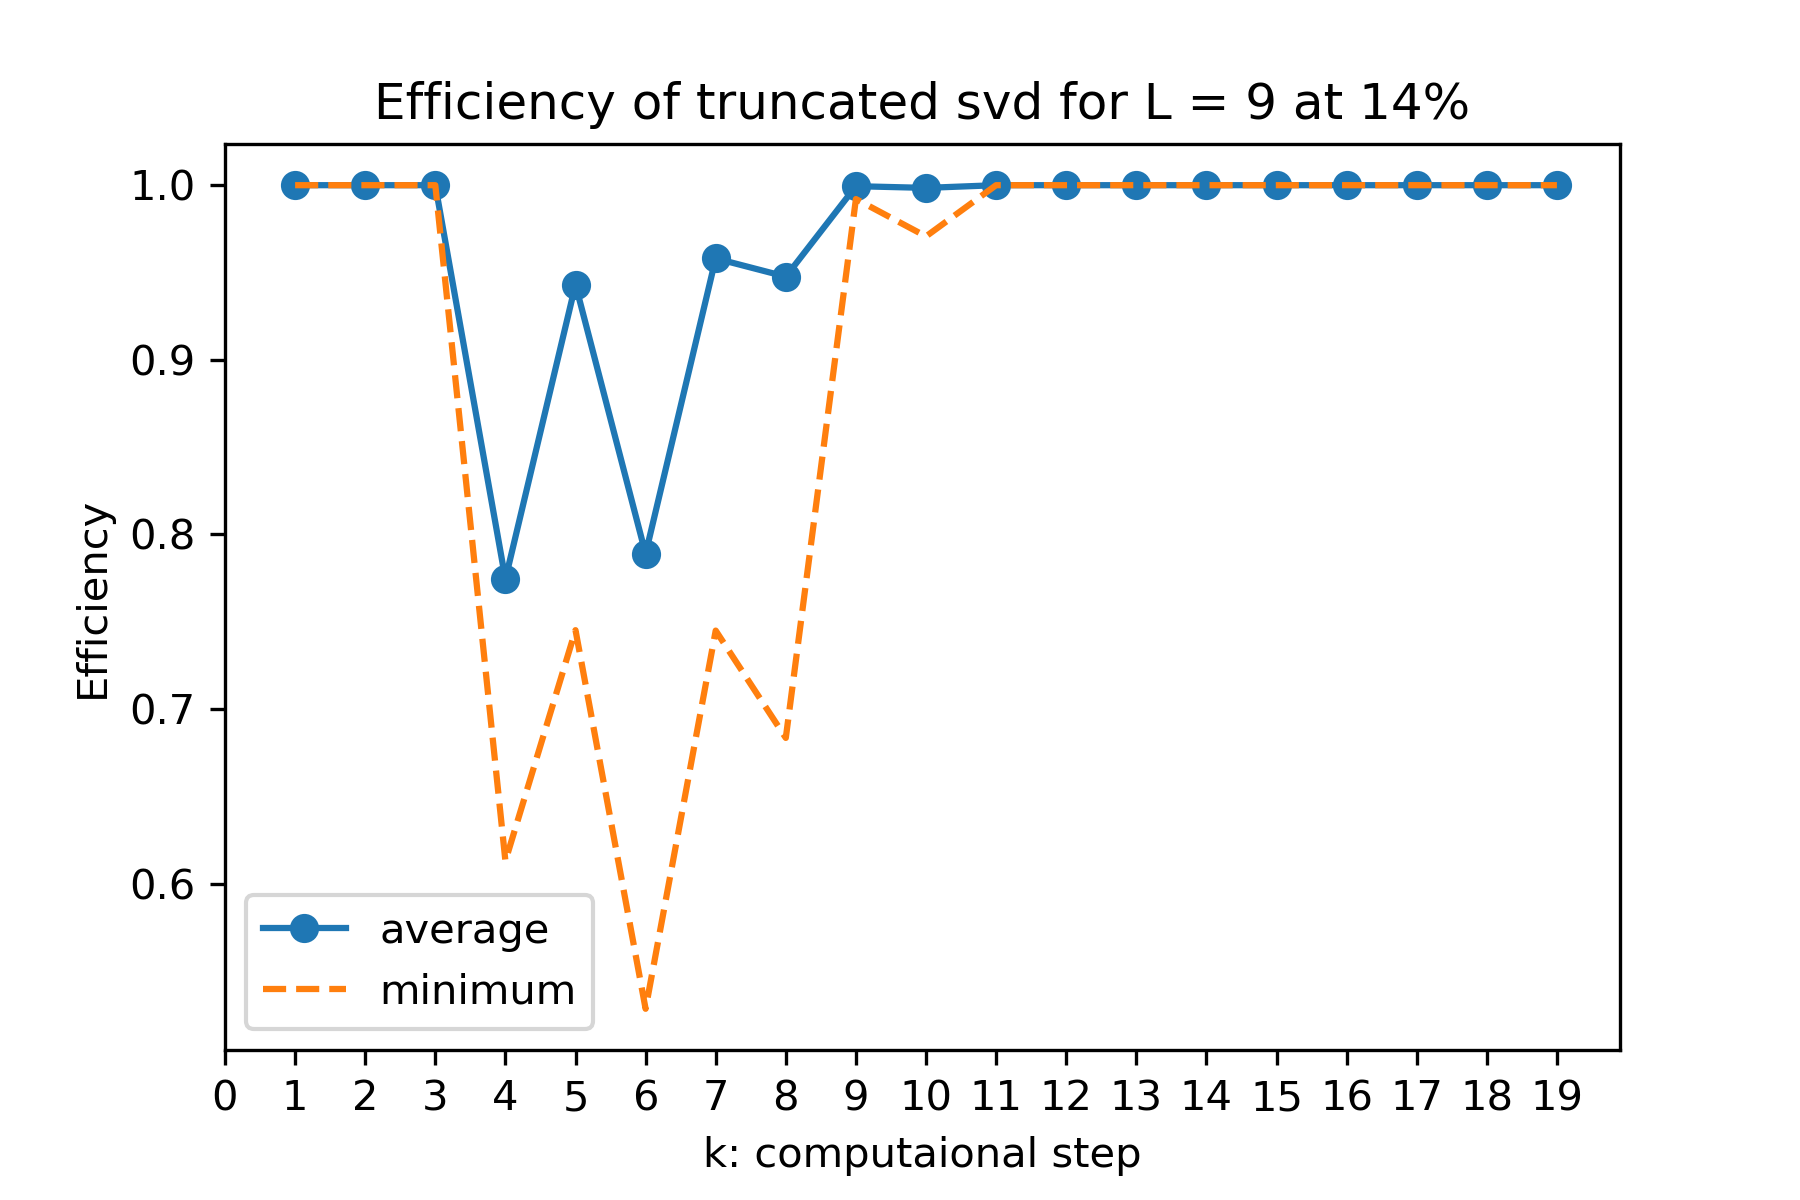 Efficiency of truncated svd for L = 9 at 14%
1.0
0.9
0.8
0.7
0.6
Efficiency
average
minimum
0 1 2 3 4 5 6 7 8 9 10 11 12 13 14 15 16 17 18 19
k: computaional step